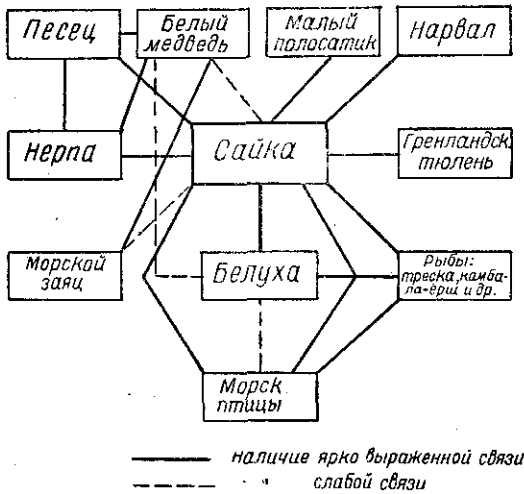 Песец
Белый
медведь
Малый
полосатик
Нарвал
Нерпа
Сайка
Гренландск.
тюлень
Морской
заяц
Белуха
Рыбы:
треска, камба-
ла-ёрш и др.
Морск.
птицы
наличие ярко выраженной связи
" слабой связи